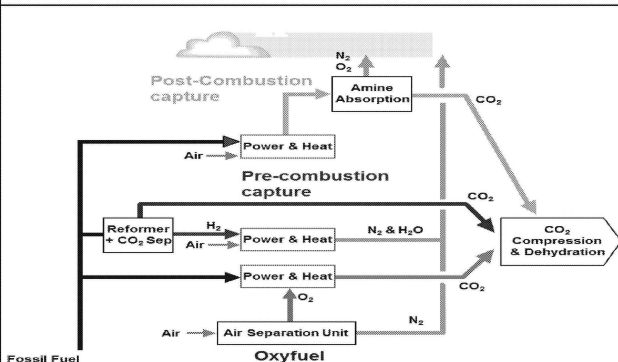 N2
O2
Post-Combustion
capture
Amine
Absorption
CO2
Power & Heat
Air
Pre-combustion
capture
CO2
Reformer
+ CO2 Sep
H2
Air
Power & Heat
N2 & H2O
CO2
Compression
& Dehydration
Power & Heat
CO2
O2
Air
Air Separation Unit
N2
Oxyfuel
Fossil Fuel